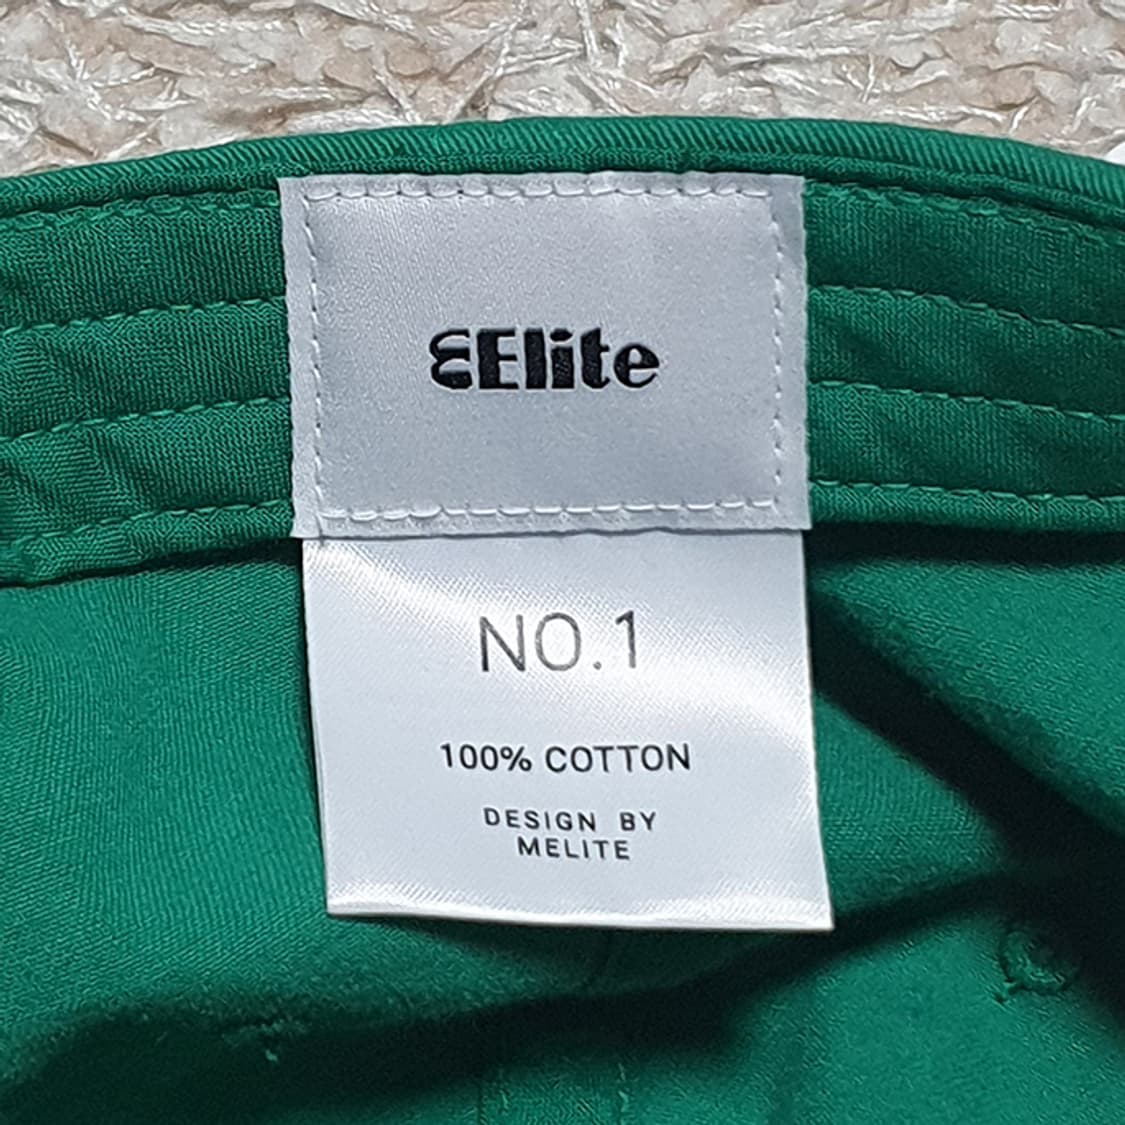 ƐElite
NO.1
100% COTTON
DESIGN BY
MELITE